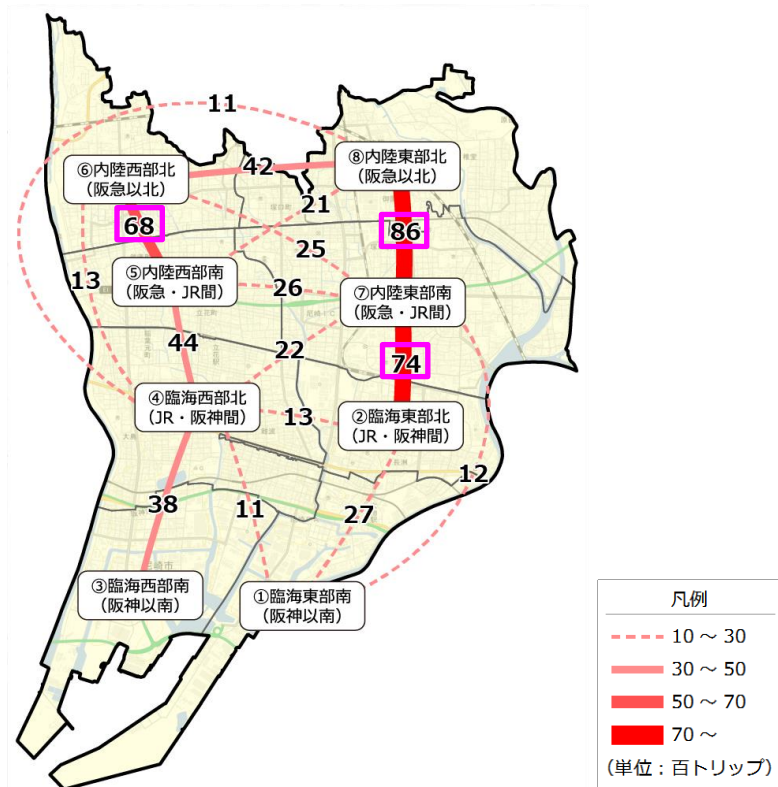 11
⑥内陸西部北
(阪急以北)
42
⑧内陸東部北
(阪急以北)
21
68
86
25
⑤内陸西部南
(阪急・JR間)
13
26
⑦内陸東部南
(阪急・JR間)
44
22
74
④臨海西部北
(JR・阪神間)
13
②臨海東部北
(JR・阪神間)
12
38
11
27
③臨海西部南
(阪神以南)
①臨海東部南
(阪神以南)
凡例
10 ~ 30
30 ~ 50
50 ~ 70
70 ~
(単位:百トリップ)